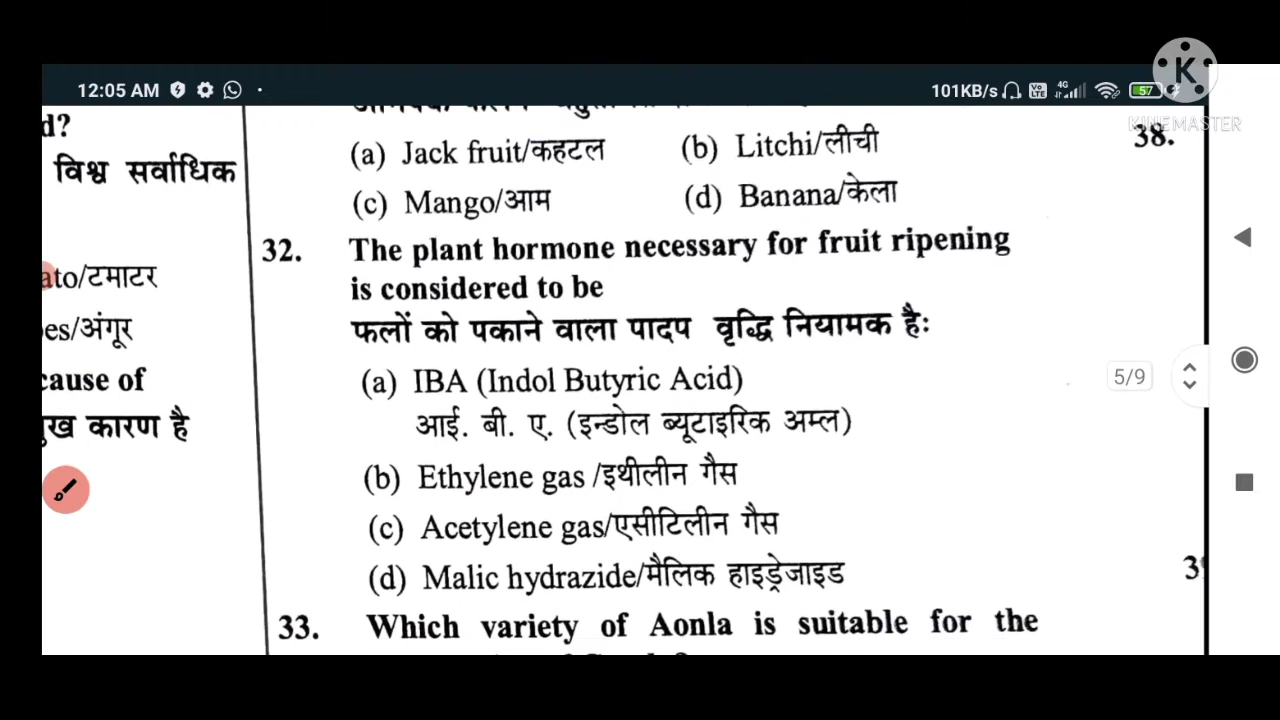 12:05 AM
101KB/s
4G
57
K
KINEMASTER
d?
विश्व सर्वाधिक
ato/टमाटर
es/अंगूर
cause of
कारण है
(a) Jack fruit/कहटल
(b) Litchi/लीची
(c) Mango/आम
(d) Banana/केला
32. The plant hormone necessary for fruit ripening
is considered to be
फलों को पकाने वाला पादप वृद्धि नियामक है:
(a) IBA (Indol Butyric Acid)
आई. बी. ए. (इन्डोल ब्यूटाइरिक अम्ल)
(b) Ethylene gas /इथीलीन गैस
(c) Acetylene gas/एसीटिलीन गैस
(d) Malic hydrazide/मैलिक हाइड्रेजाइड
33. Which variety of Aonla is suitable for the
38.
5/9